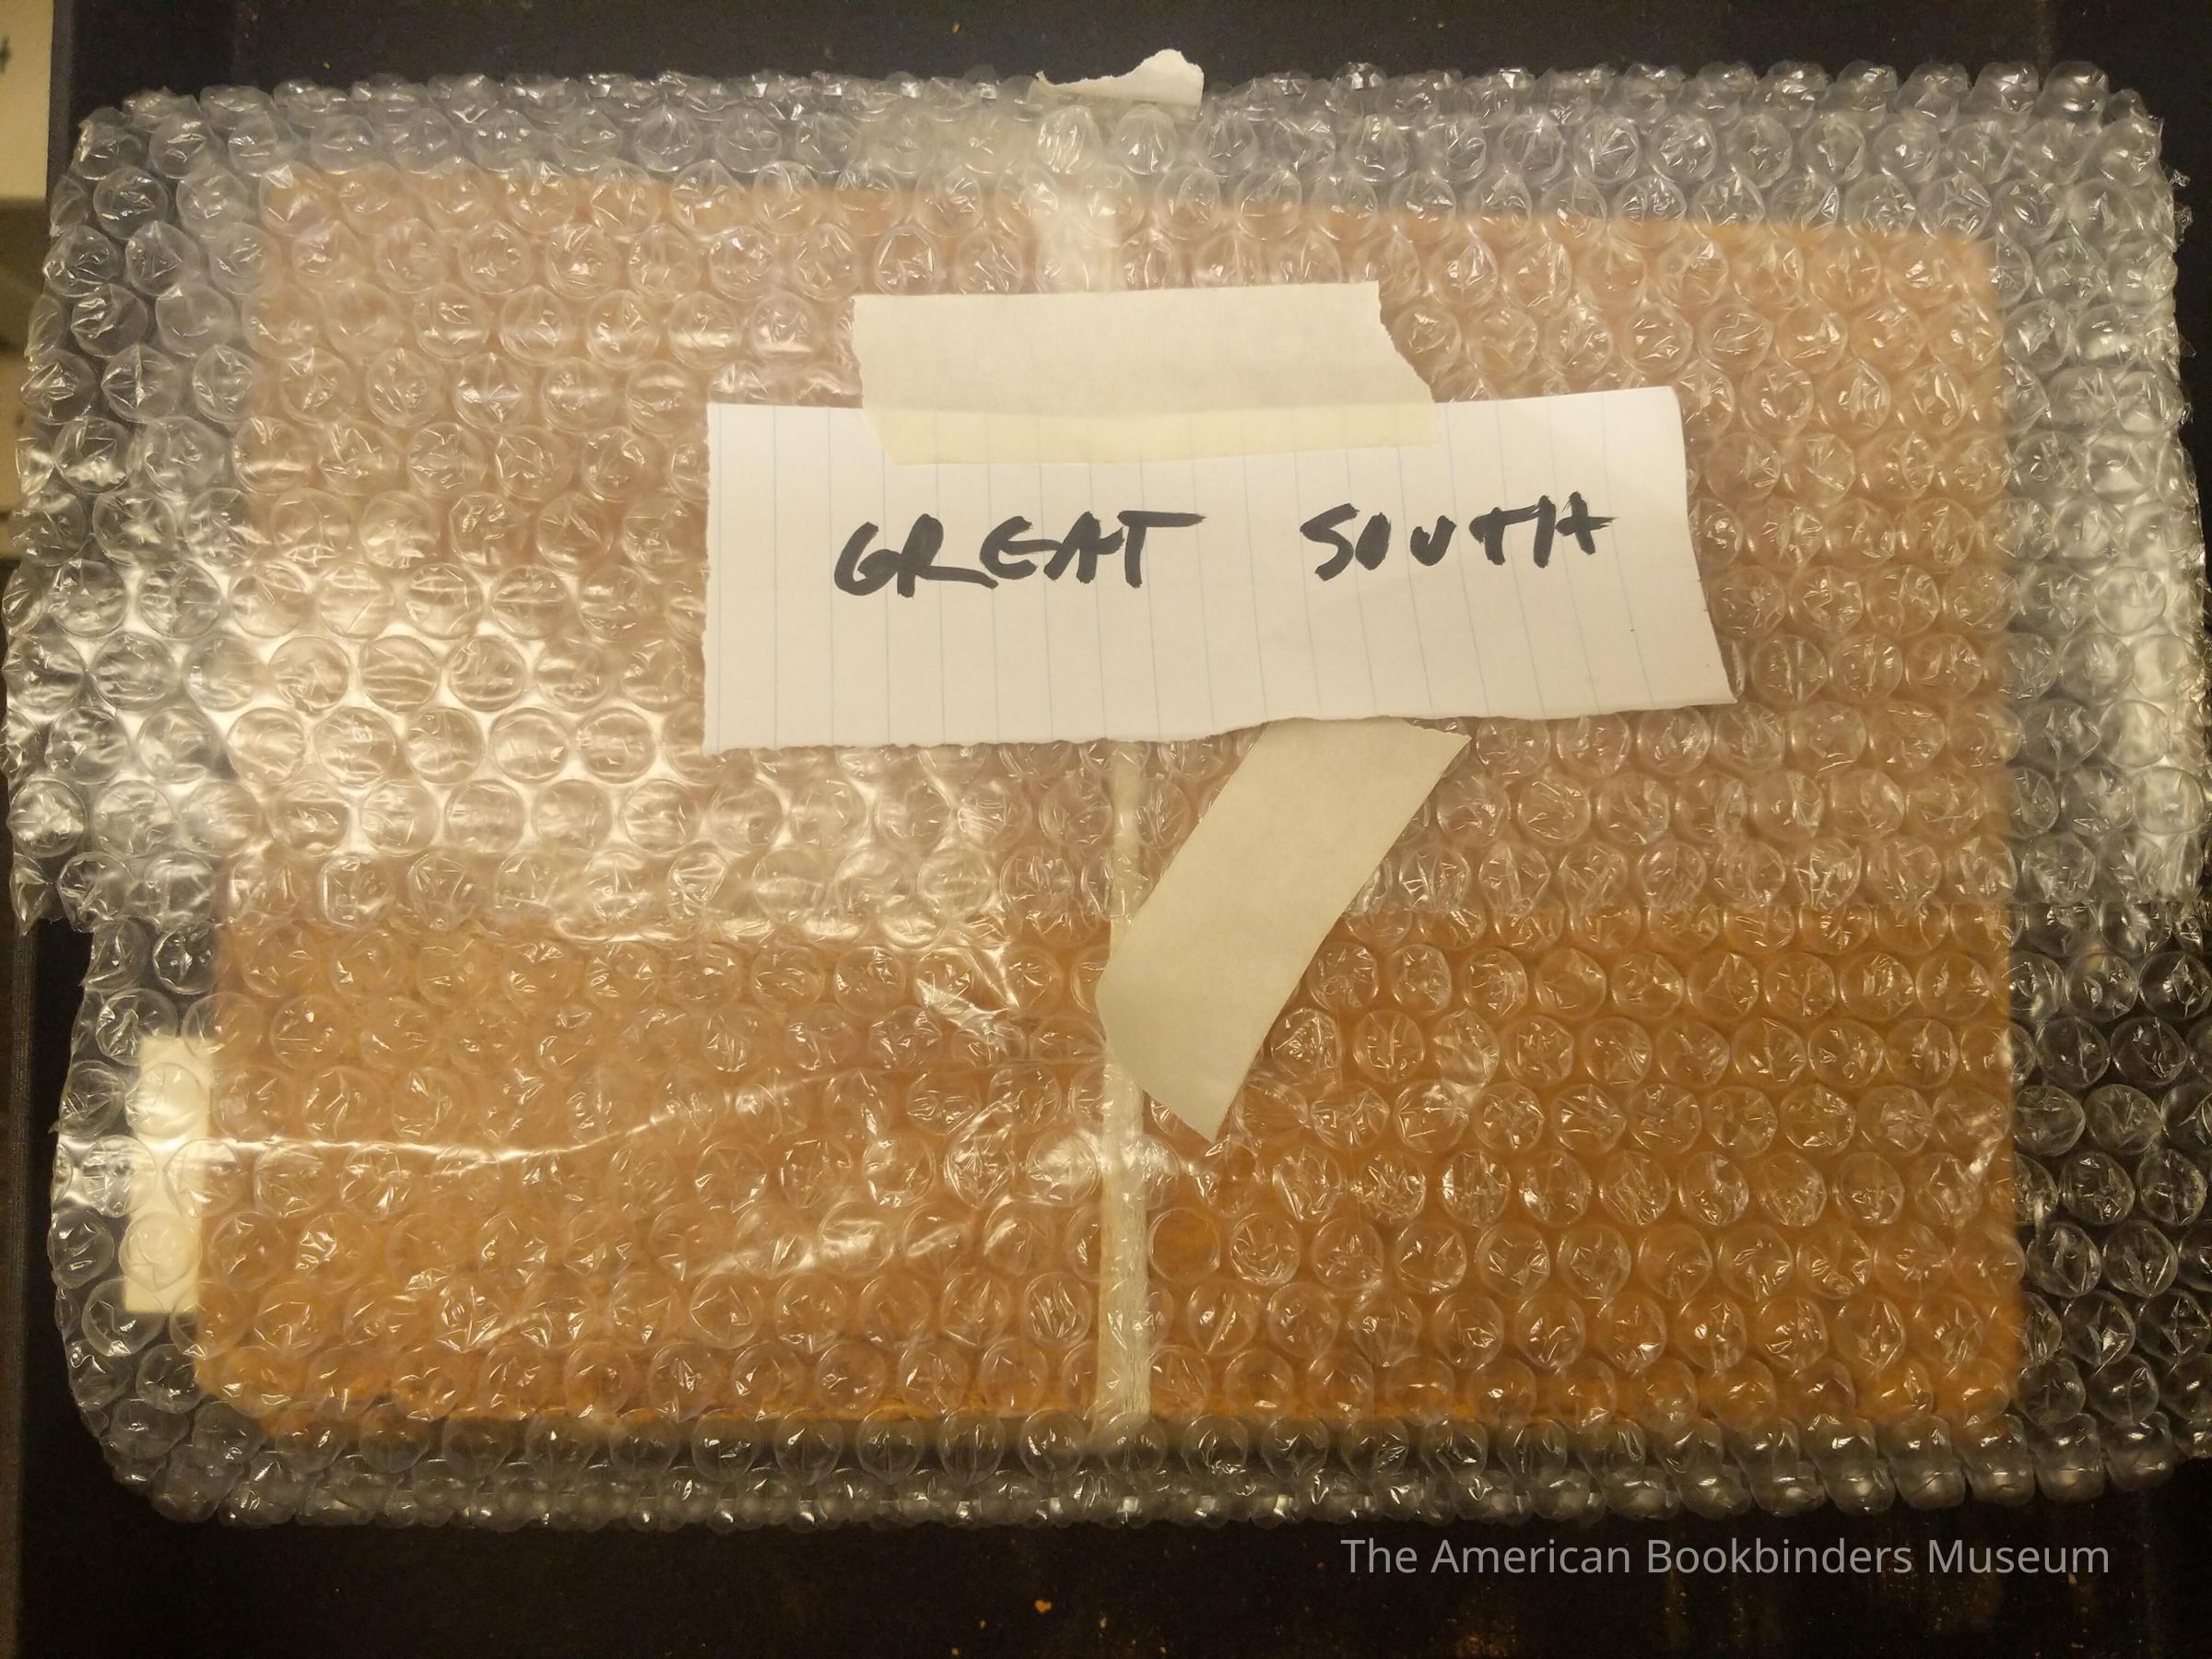 GREAT SOUTH
The American Bookbinders Museum